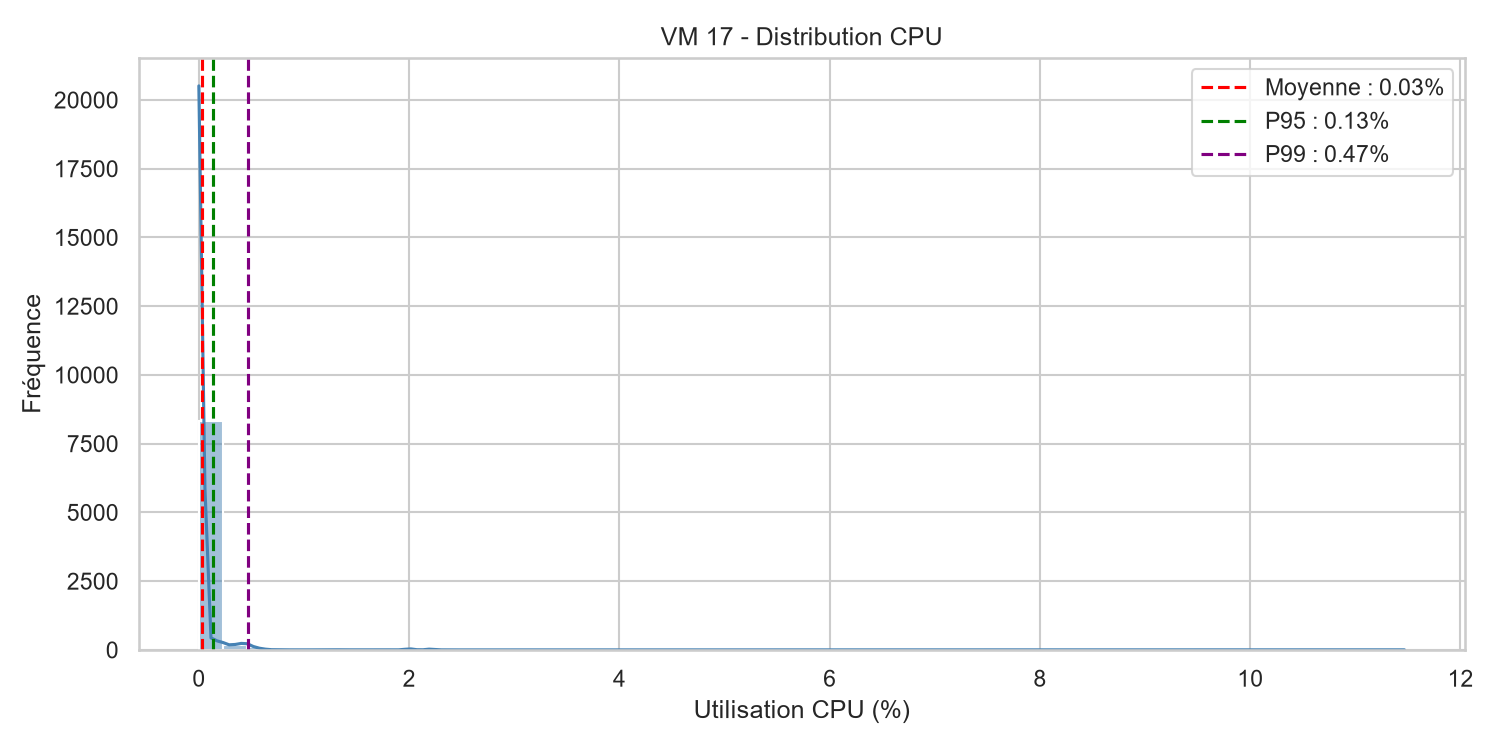 VM 17 - Distribution CPU
Moyenne : 0.03%
P95 : 0.13%
P99 : 0.47%
Fréquence
20000
17500
15000
12500
10000
7500
5000
2500
0
0 2 4 6 8 10 12
Utilisation CPU (%)